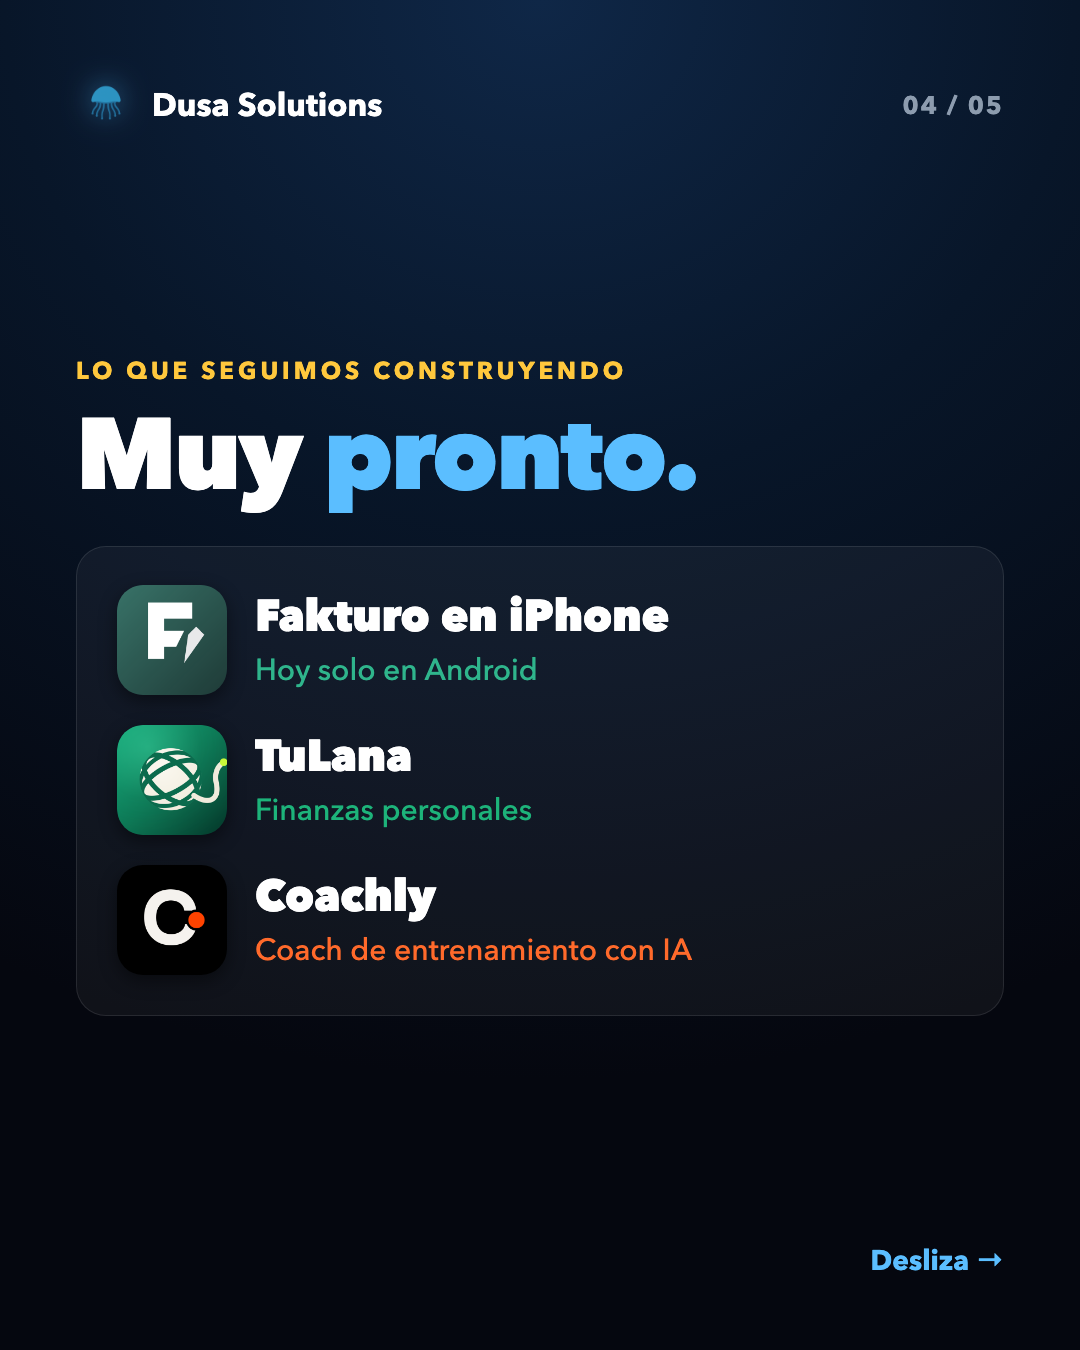 Dusa Solutions
04 / 05
LO QUE SEGUIMOS CONSTRUYENDO
Muy pronto.
Fakturo en iPhone
Hoy solo en Android
TuLana
Finanzas personales
Coachly
Coach de entrenamiento con IA
Desliza →